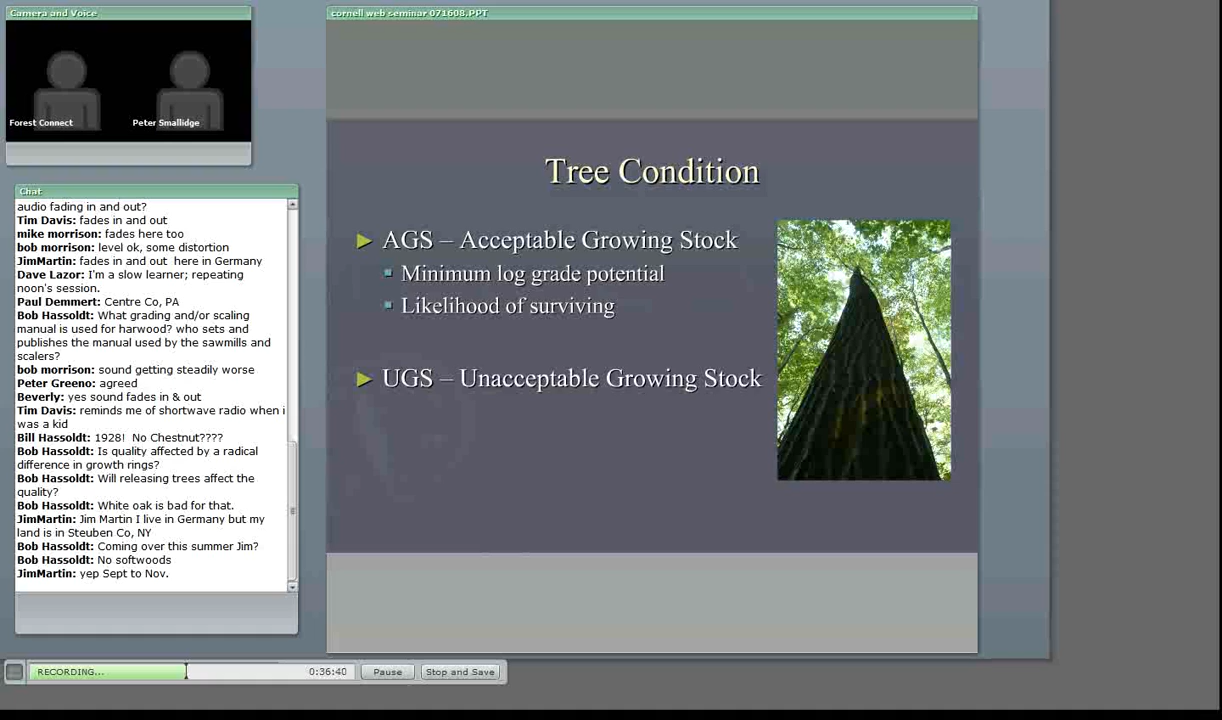 Camera and Voice
Forest Connect
Peter Smallidge
Chat
audio fading in and out?
Tim Davis: fades in and out
mike morrison: fades here too
bob morrison: level ok, some distortion
JimMartin: fades in and out  here in Germany
Dave Lazor: I'm a slow learner; repeating
noon's session.
Paul Demmert: Centre Co, PA
Bob Hassoldt: What grading and/or scaling
manual is used for harwood? who sets and
publishes the manual used by the sawmills and
scalers?
bob morrison: sound getting steadily worse
Peter Greeno: agreed
Beverly: yes sound fades in & out
Tim Davis: reminds me of shortwave radio when i
was a kid
Bill Hassoldt: 1928!  No Chestnut????
Bob Hassoldt: Is quality affected by a radical
difference in growth rings?
Bob Hassoldt: Will releasing trees affect the
quality?
Bob Hassoldt: White oak is bad for that.
JimMartin: Jim Martin I live in Germany but my
land is in Steuben Co, NY
Bob Hassoldt: Coming over this summer Jim?
Bob Hassoldt: No softwoods
JimMartin: yep Sept to Nov.
cornell web seminar 071608.PPT
Tree Condition
AGS – Acceptable Growing Stock
Minimum log grade potential
Likelihood of surviving
UGS – Unacceptable Growing Stock
RECORDING...
0:36:40
Pause
Stop and Save